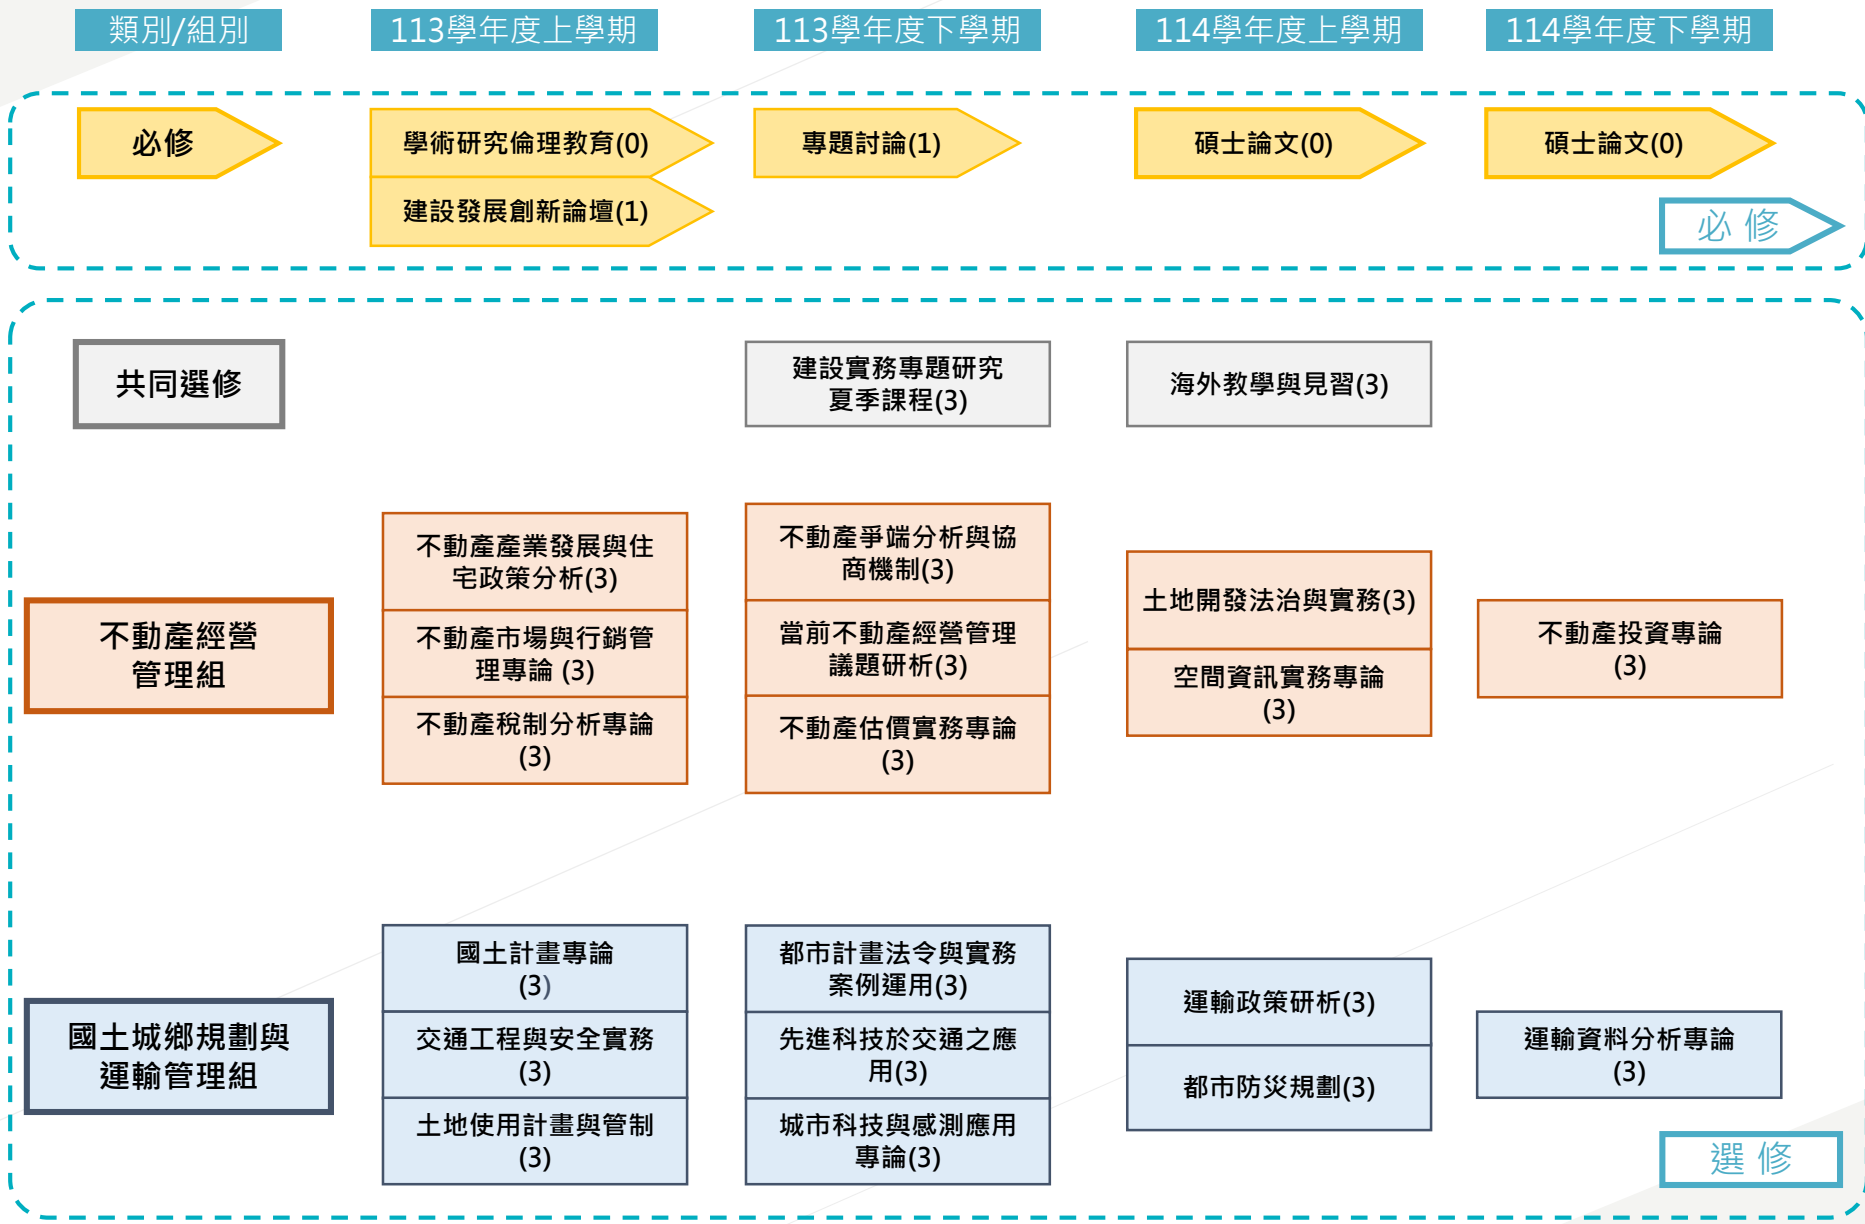 類別/組別
113學年度上學期
113學年度下學期
114學年度上學期
114學年度下學期
必修
學術研究倫理教育(0)
專題討論(1)
碩士論文(0)
碩士論文(0)
建設發展創新論壇(1)
必 修
共同選修
建設實務專題研究
夏季課程(3)
海外教學與見習(3)
不動產經營
管理組
不動產產業發展與住
宅政策分析(3)
不動產市場與行銷管
理專論 (3)
不動產稅制分析專論
(3)
不動產爭端分析與協
商機制(3)
當前不動產經營管理
議題研析(3)
不動產估價實務專論
(3)
土地開發法治與實務(3)
空間資訊實務專論
(3)
不動產投資專論
(3)
國土城鄉規劃與
運輸管理組
國土計畫專論
(3)
交通工程與安全實務
(3)
土地使用計畫與管制
(3)
都市計畫法令與實務
案例運用(3)
先進科技於交通之應
用(3)
城市科技與感測應用
專論(3)
運輸政策研析(3)
都市防災規劃(3)
運輸資料分析專論
(3)
選 修